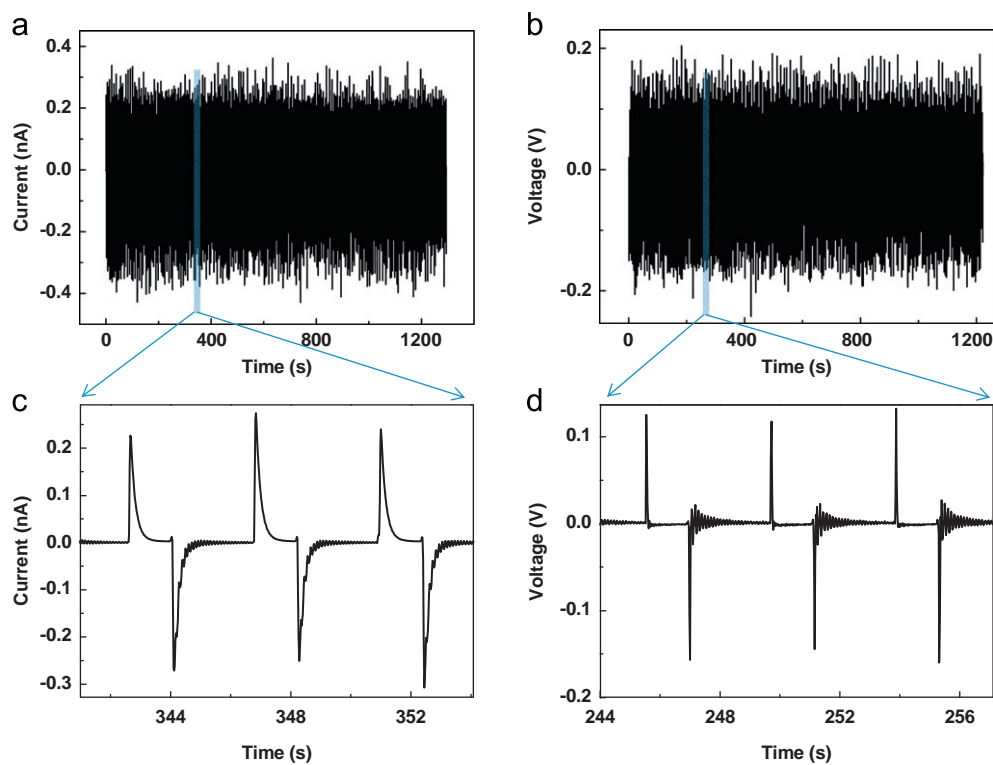 a
Current (nA)
0.4
0.2
0.0
-0.2
-0.4
0 400 800 1200
Time (s)
b
Voltage (V)
0.2
0.0
-0.2
0 400 800 1200
Time (s)
c
Current (nA)
0.2
0.1
0.0
-0.1
-0.2
-0.3
344 348 352
Time (s)
d
Voltage (V)
0.1
0.0
-0.1
-0.2
244 248 252 256
Time (s)